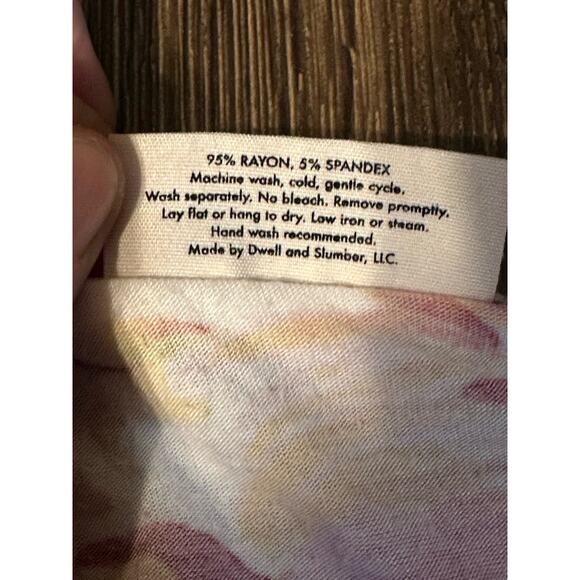 95% RAYON, 5% SPANDEX
Machine wash, cold, gentle cycle.
Wash separately. No bleach. Remove promptly.
Lay flat or hang to dry. Low iron or steam.
Hand wash recommended.
Made by Dwell and Slumber, LLC.